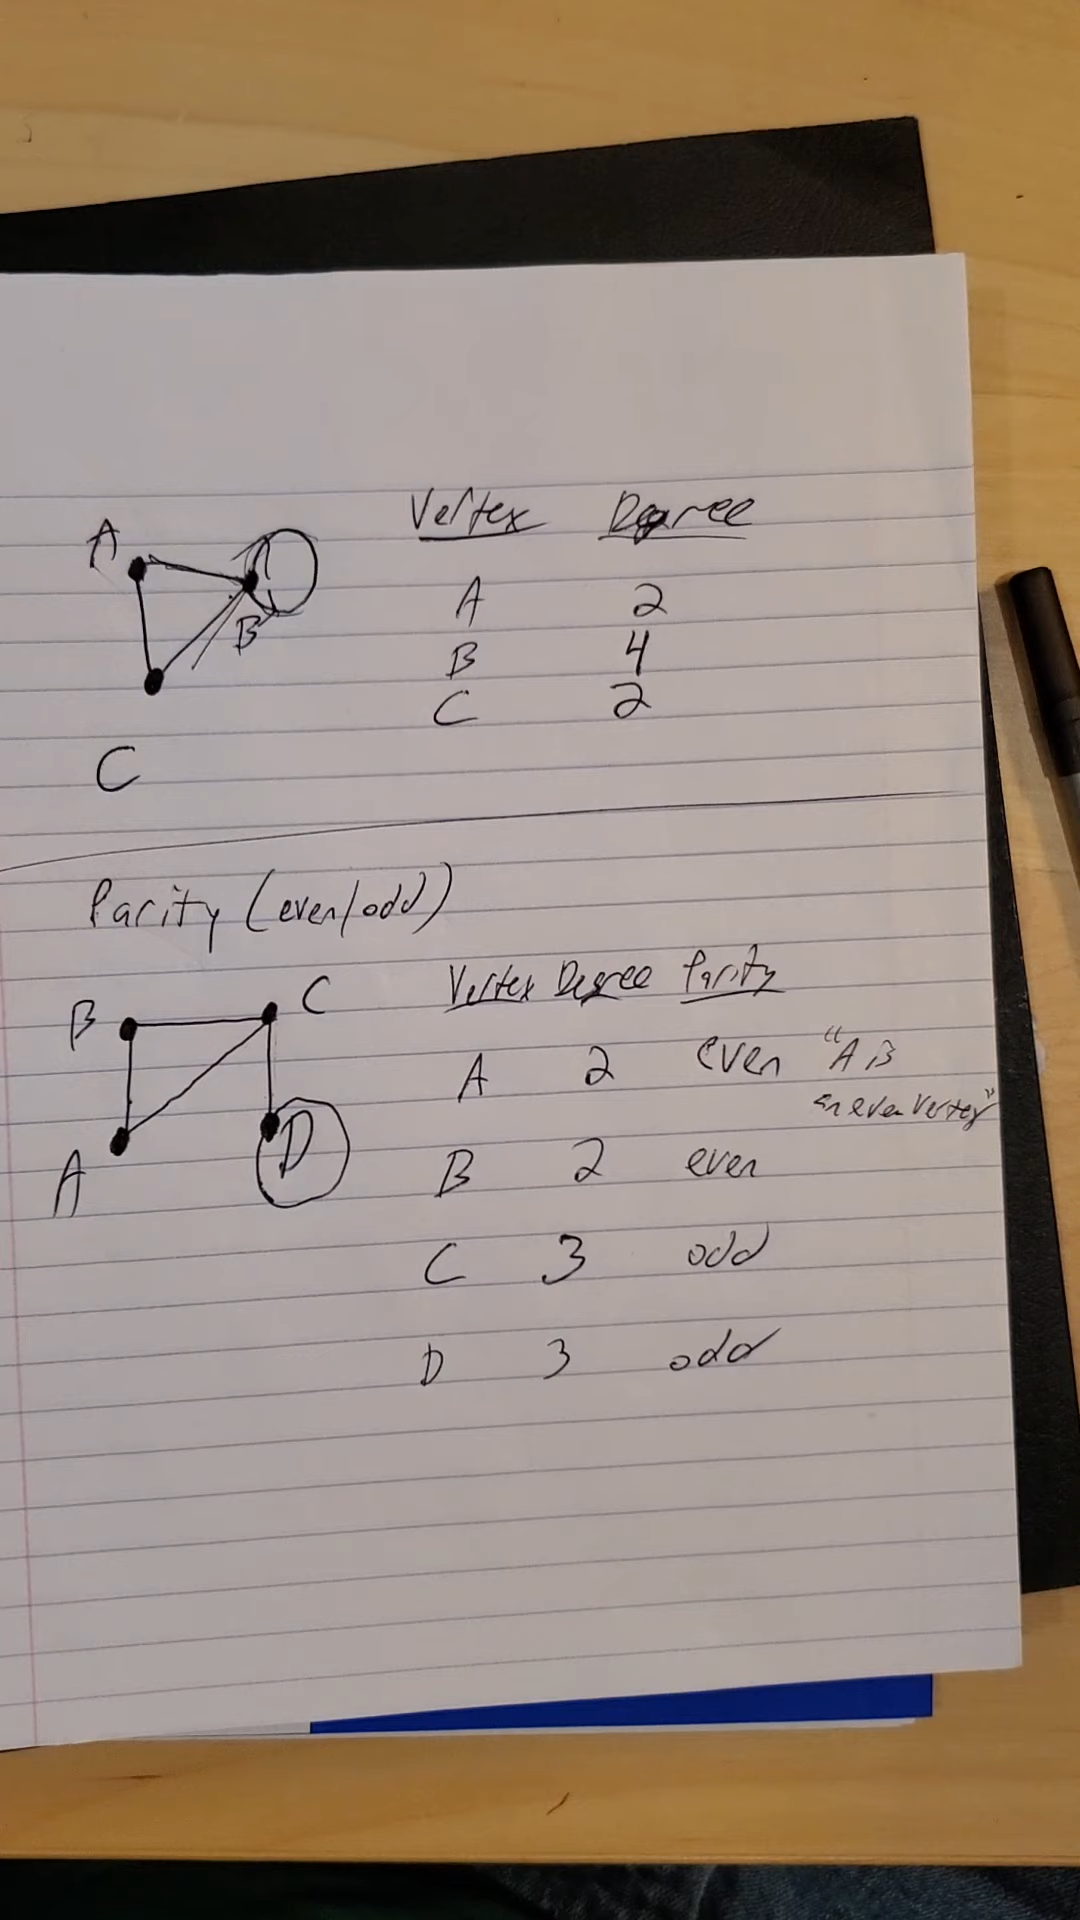 A
B
C
Vertex Degree
A 2
B 4
C 2
Parity (even/odd)
B C
A D
Vertex Degree Parity
A 2 even "A is
an even vertex"
B 2 even
C 3 odd
D 3 odd